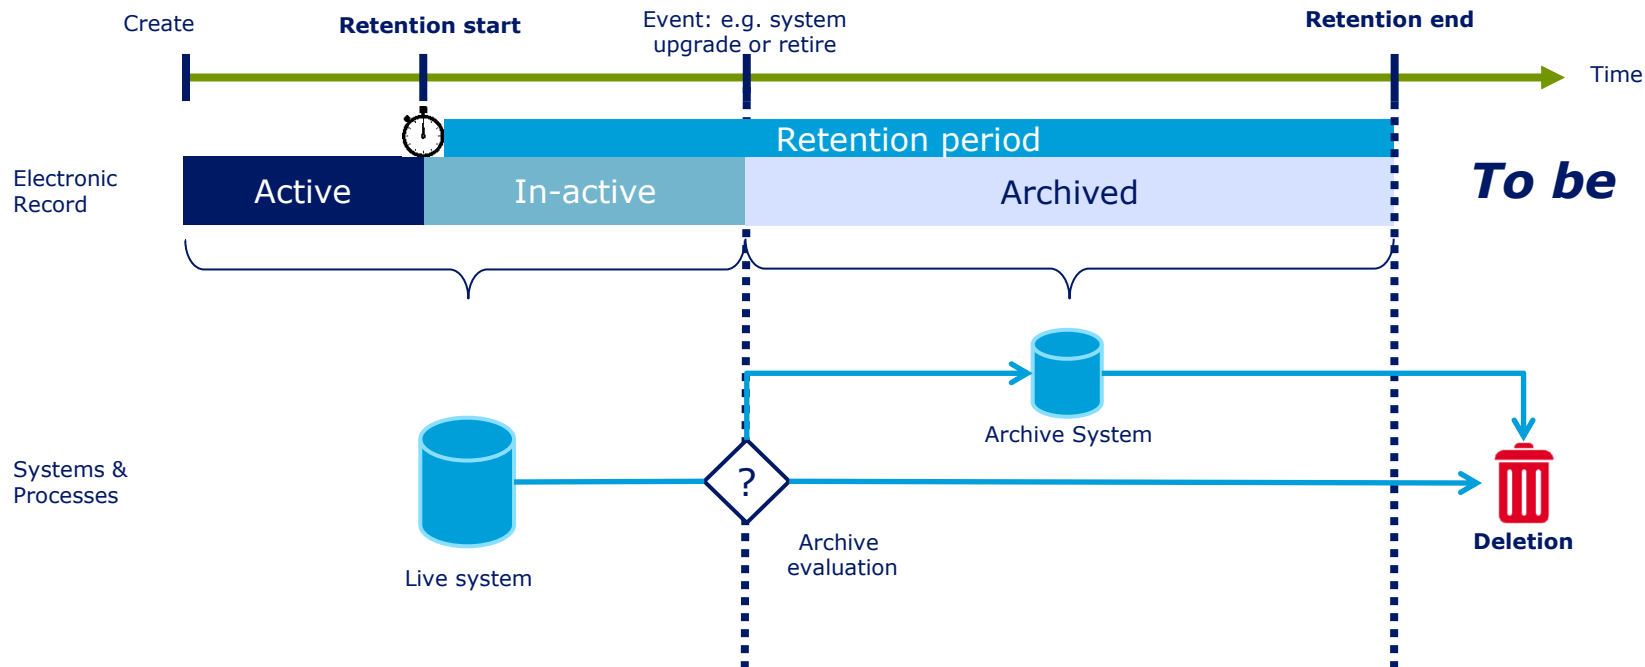 Create
Retention start
Event: e.g. system
upgrade or retire
Retention end
Time
Retention period
Electronic
Record
Active
In-active
Archived
To be
Archive System
Systems &
Processes
?
Live system
Archive
evaluation
Deletion